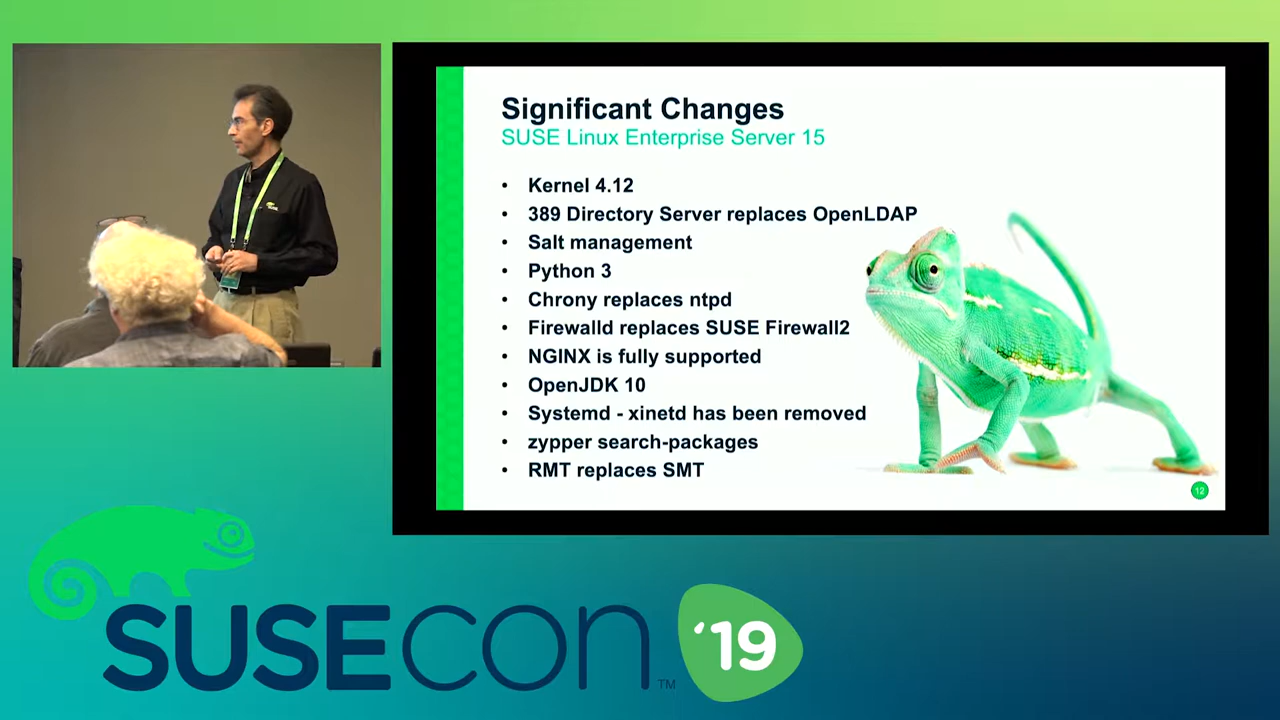 Significant Changes
SUSE Linux Enterprise Server 15
• Kernel 4.12
• 389 Directory Server replaces OpenLDAP
• Salt management
• Python 3
• Chrony replaces ntpd
• Firewalld replaces SUSE Firewall2
• NGINX is fully supported
• OpenJDK 10
• Systemd - xinetd has been removed
• zypper search-packages
• RMT replaces SMT
12
SUSECON™ '19